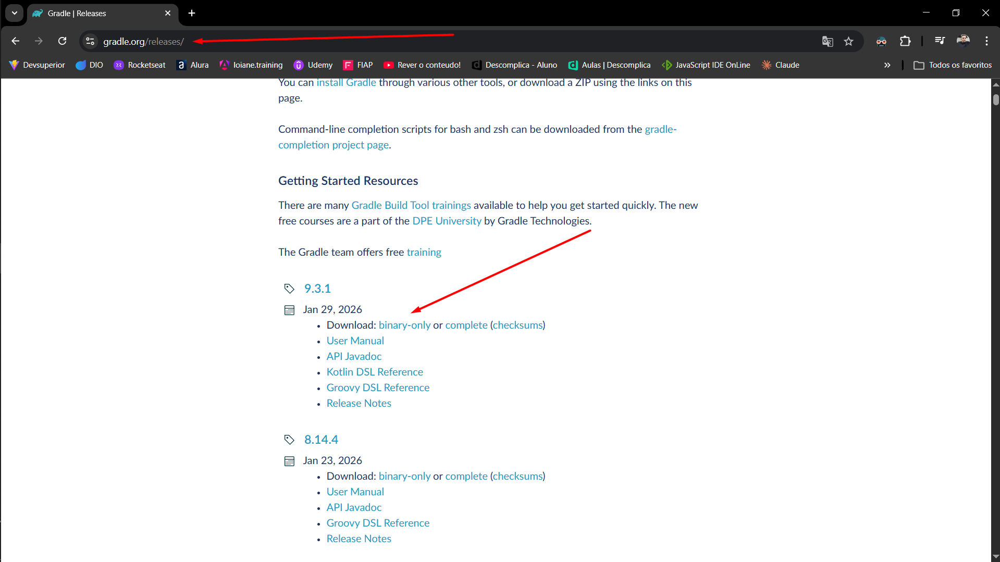 Gradle | Releases
gradle.org/releases/
Devsuperior DIO Rocketseat Alura loiane.training Udemy FIAP Rever o conteudo! Descomplica - Aluno Aulas | Descomplica JavaScript IDE OnLine Claude » Todos os favoritos
You can install Gradle through various other tools, or download a ZIP using the links on this
page.
Command-line completion scripts for bash and zsh can be downloaded from the gradle-
completion project page.
Getting Started Resources
There are many Gradle Build Tool trainings available to help you get started quickly. The new
free courses are a part of the DPE University by Gradle Technologies.
The Gradle team offers free training
9.3.1
Jan 29, 2026
• Download: binary-only or complete (checksums)
• User Manual
• API Javadoc
• Kotlin DSL Reference
• Groovy DSL Reference
• Release Notes
8.14.4
Jan 23, 2026
• Download: binary-only or complete (checksums)
• User Manual
• API Javadoc
• Groovy DSL Reference
• Release Notes